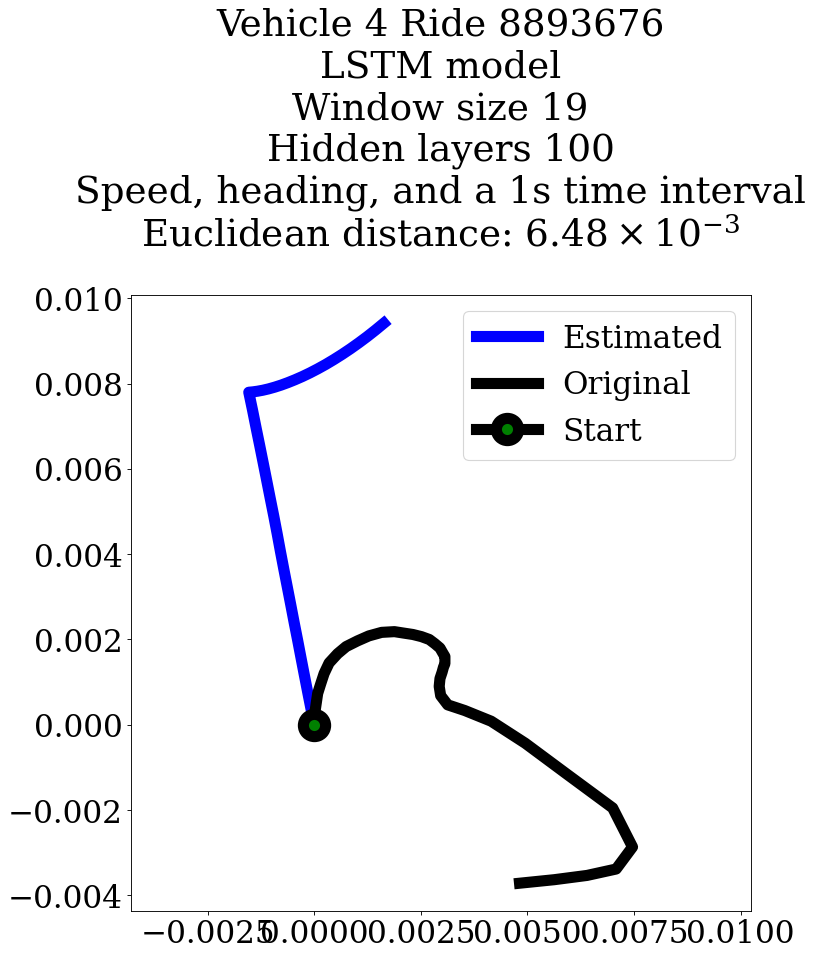 Vehicle 4 Ride 8893676
LSTM model
Window size 19
Hidden layers 100
Speed, heading, and a 1s time interval
Euclidean distance: 6.48 × 10⁻³
Estimated
Original
Start
0.010
0.008
0.006
0.004
0.002
0.000
−0.002
−0.004
−0.0025 0.0000 0.0025 0.0050 0.0075 0.0100